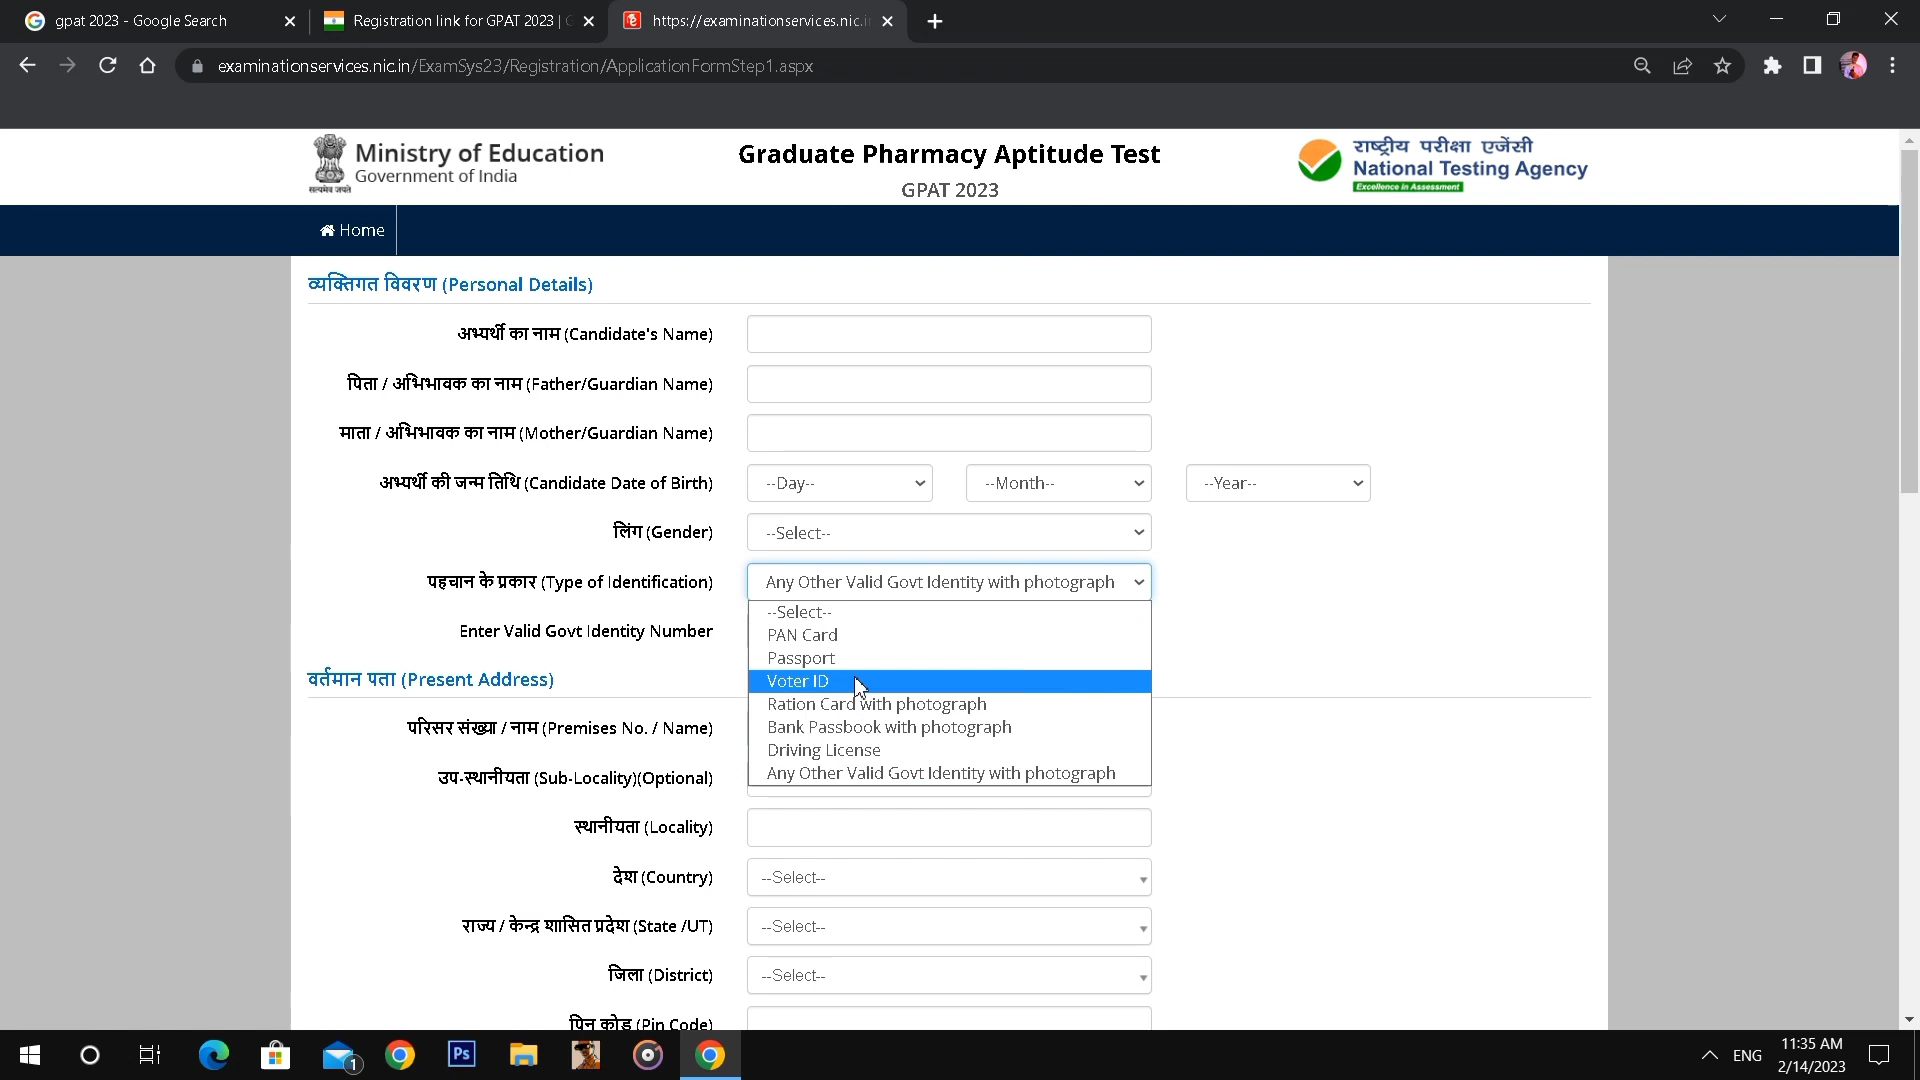 gpat 2023 - Google Search
Registration link for GPAT 2023 |
https://examinationservices.nic.i
examinationservices.nic.in/ExamSys23/Registration/ApplicationFormStep1.aspx
सत्यमेव जयते
Ministry of Education
Government of India
Graduate Pharmacy Aptitude Test
GPAT 2023
राष्ट्रीय परीक्षा एजेंसी
National Testing Agency
Excellence in Assessment
Home
व्यक्तिगत विवरण (Personal Details)
अभ्यर्थी का नाम (Candidate's Name)
पिता / अभिभावक का नाम (Father/Guardian Name)
माता / अभिभावक का नाम (Mother/Guardian Name)
अभ्यर्थी की जन्म तिथि (Candidate Date of Birth) --Day-- --Month-- --Year--
लिंग (Gender) --Select--
पहचान के प्रकार (Type of Identification) Any Other Valid Govt Identity with photograph
--Select--
PAN Card
Enter Valid Govt Identity Number
Passport
Voter ID
वर्तमान पता (Present Address)
Ration Card with photograph
Bank Passbook with photograph
परिसर संख्या / नाम (Premises No. / Name)
Driving License
Any Other Valid Govt Identity with photograph
उप-स्थानीयता (Sub-Locality)(Optional)
स्थानीयता (Locality)
देश (Country) --Select--
राज्य / केन्द्र शासित प्रदेश (State /UT) --Select--
जिला (District) --Select--
पिन कोड (Pin Code)
Ps
1
ENG
11:35 AM
2/14/2023